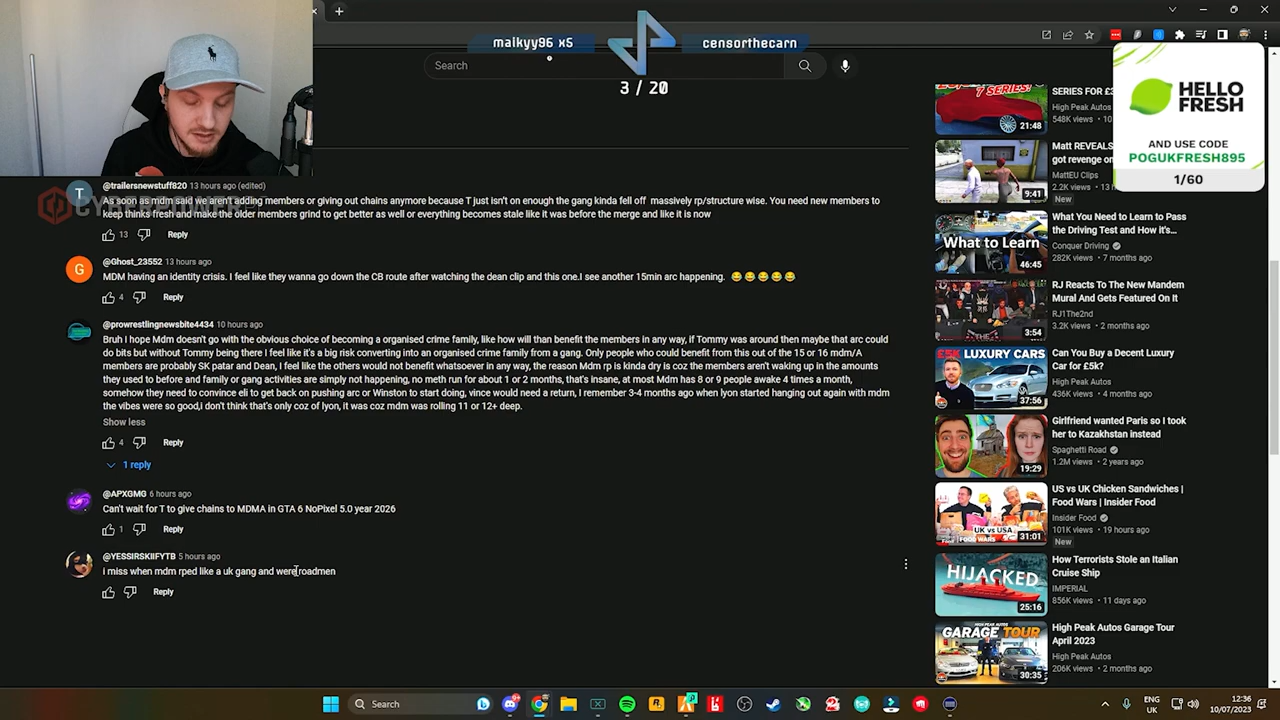 maikyy96 x5
censorthecarn
3 / 20
Search
HELLO
FRESH
AND USE CODE
POGUKFRESH895
1/60
@trailersnewstuff820 13 hours ago (edited)
As soon as mdm said we aren't adding members or giving out chains anymore because T just isn't on enough the gang kinda fell off massively rp/structure wise. You need new members to
keep thinks fresh and make the older members grind to get better as well or everything becomes stale like it was before the merge and like it is now
13 Reply
@Ghost_23552 13 hours ago
MDM having an identity crisis. I feel like they wanna go down the CB route after watching the dean clip and this one.I see another 15min arc happening. 😂😂😂😂😂
4 Reply
@prowrestlingnewsbite4434 10 hours ago
Bruh I hope Mdm doesn't go with the obvious choice of becoming a organised crime family, like how will than benefit the members in any way, if Tommy was around then maybe that arc could
do bits but without Tommy being there I feel like it's a big risk converting into an organised crime family from a gang. Only people who could benefit from this out of the 15 or 16 mdm/A
members are probably SK patar and Dean, I feel like the others would not benefit whatsoever in any way, the reason Mdm rp is kinda dry is coz the members aren't waking up in the amounts
they used to before and family or gang activities are simply not happening, no meth run for about 1 or 2 months, that's insane, at most Mdm has 8 or 9 people awake 4 times a month,
somehow they need to convince eli to get back on pushing arc or Winston to start doing, vince would need a return, I remember 3-4 months ago when lyon started hanging out again with mdm
the vibes were so good,I don't think that's only coz of lyon, it was coz mdm was rolling 11 or 12+ deep.
Show less
4 Reply
1 reply
@APXGMG 6 hours ago
Can't wait for T to give chains to MDMA in GTA 6 NoPixel 5.0 year 2026
1 Reply
@YESSIRSKIIFYTB 5 hours ago
i miss when mdm rped like a uk gang and were roadmen
Reply
T
G
7 SERIES!
21:48
SERIES FOR
High Peak Autos
548K views • 10
9:41
Matt REVEALS
got revenge on
MattEU Clips
2.2K views • 13
New
What to Learn
46:45
What You Need to Learn to Pass
the Driving Test and How it's...
Conquer Driving
282K views • 7 months ago
3:54
RJ Reacts To The New Mandem
Mural And Gets Featured On It
RJ1The2nd
3.2K views • 2 months ago
£5K LUXURY CARS
37:56
Can You Buy a Decent Luxury
Car for £5k?
High Peak Autos
436K views • 4 months ago
19:29
Girlfriend wanted Paris so I took
her to Kazakhstan instead
Spaghetti Road
1.2M views • 2 years ago
UK vs USA
31:01
US vs UK Chicken Sandwiches |
Food Wars | Insider Food
Insider Food
101K views • 19 hours ago
New
HIJACKED
25:16
How Terrorists Stole an Italian
Cruise Ship
IMPERIAL
856K views • 11 days ago
GARAGE TOUR
30:35
High Peak Autos Garage Tour
April 2023
High Peak Autos
206K views • 2 months ago
Search
ENG
UK
12:36
10/07/2023